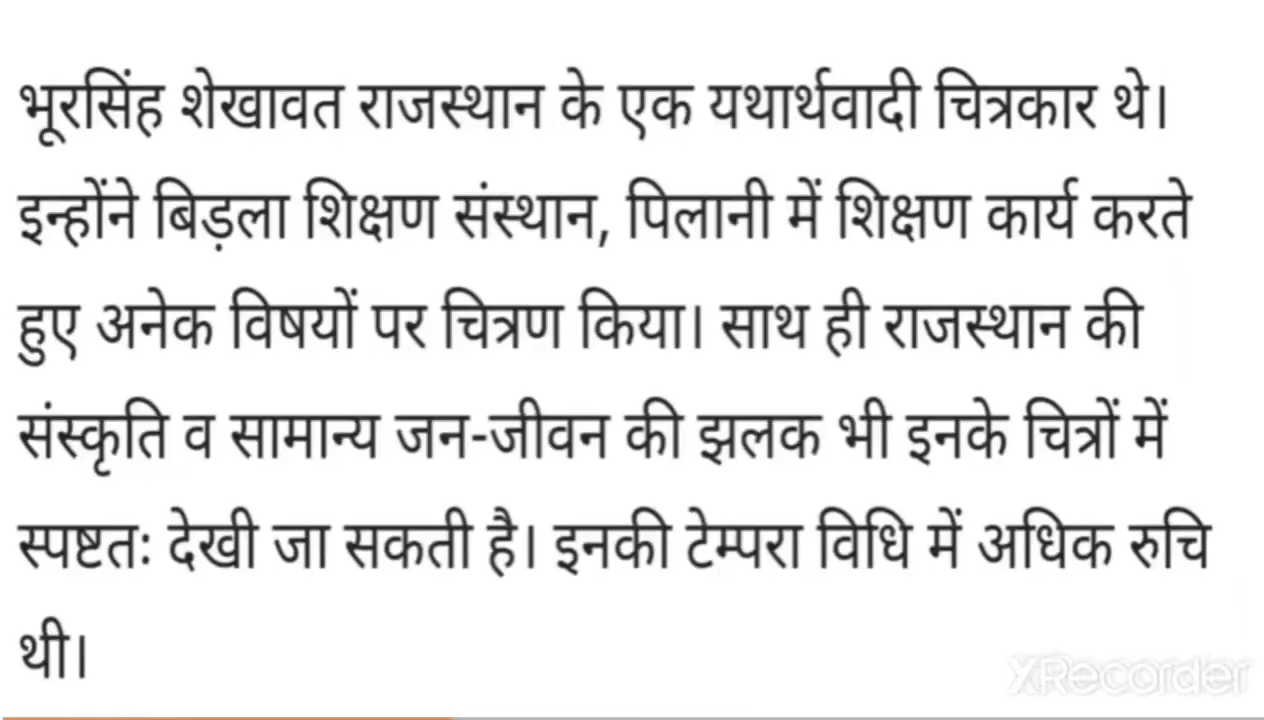 भूरसिंह शेखावत राजस्थान के एक यथार्थवादी चित्रकार थे।
इन्होंने बिड़ला शिक्षण संस्थान, पिलानी में शिक्षण कार्य करते
हुए अनेक विषयों पर चित्रण किया। साथ ही राजस्थान की
संस्कृति व सामान्य जन-जीवन की झलक भी इनके चित्रों में
स्पष्टतः देखी जा सकती है। इनकी टेम्परा विधि में अधिक रुचि
थी।
XRecorder